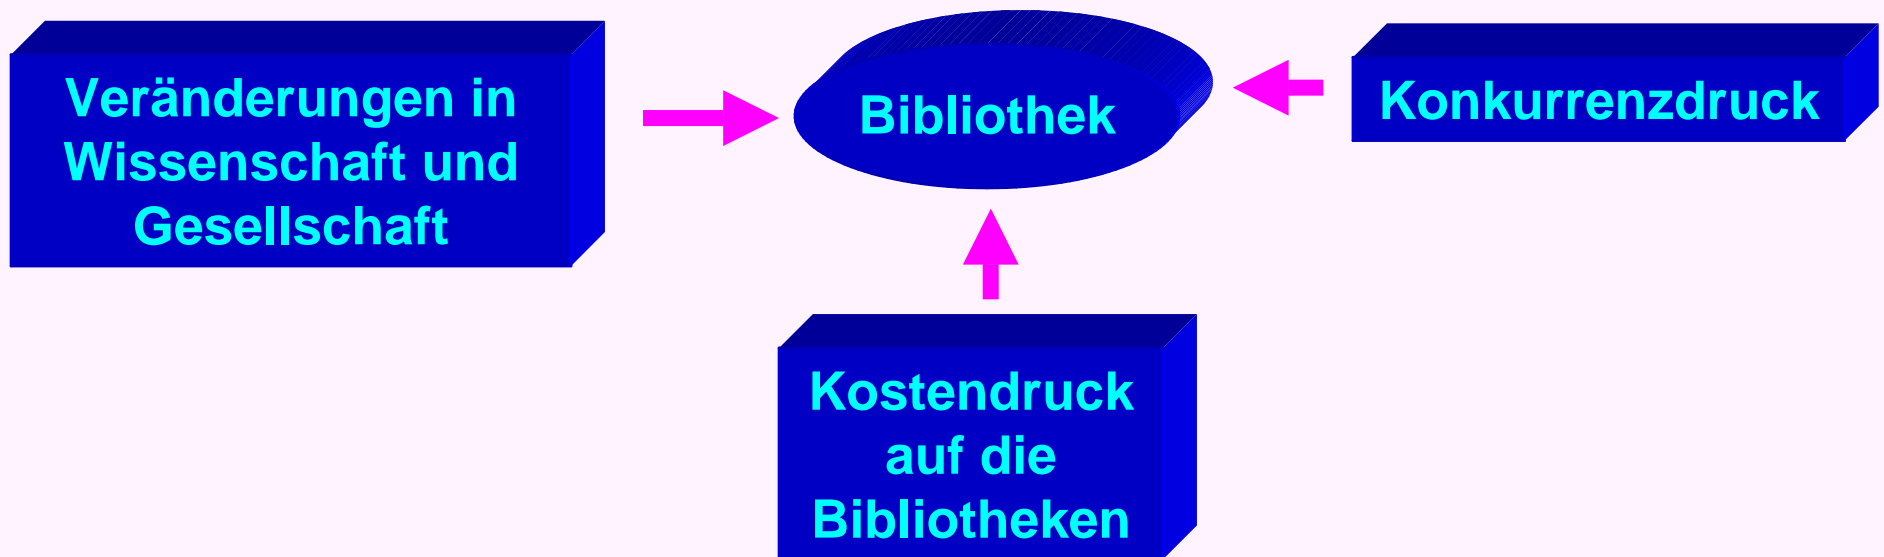 Veränderungen in
Wissenschaft und
Gesellschaft
Bibliothek
Konkurrenzdruck
Kostendruck
auf die
Bibliotheken